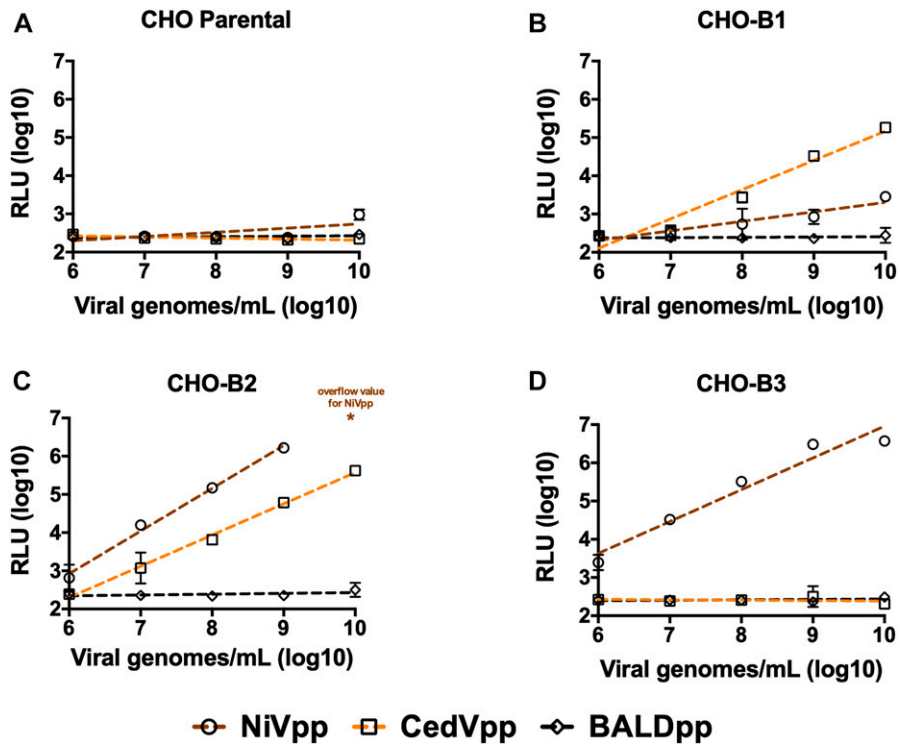 A
CHO Parental
RLU (log10)
7
6
5
4
3
2
6 7 8 9 10
Viral genomes/mL (log10)
B
CHO-B1
RLU (log10)
7
6
5
4
3
2
6 7 8 9 10
Viral genomes/mL (log10)
C
CHO-B2
overflow value
for NiVpp
*
RLU (log10)
7
6
5
4
3
2
6 7 8 9 10
Viral genomes/mL (log10)
D
CHO-B3
RLU (log10)
7
6
5
4
3
2
6 7 8 9 10
Viral genomes/mL (log10)
NiVpp CedVpp BALDpp